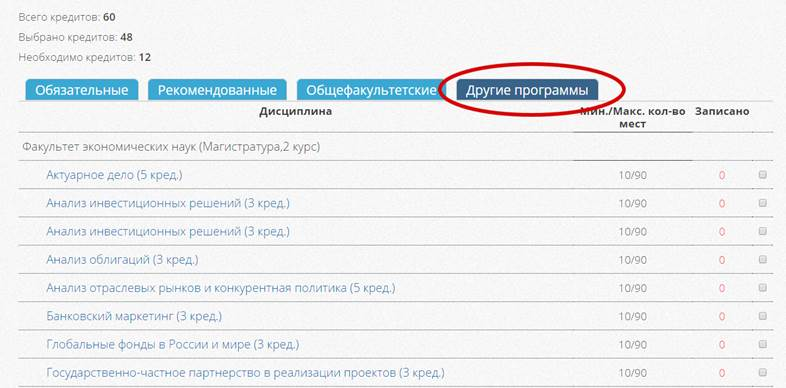 Всего кредитов: 60
Выбрано кредитов: 48
Необходимо кредитов: 12
Обязательные Рекомендованные Общефакультетские Другие программы
Дисциплина Мин./Макс. кол-во мест Записано
Факультет экономических наук (Магистратура,2 курс)
Актуарное дело (5 кред.) 10/90 0
Анализ инвестиционных решений (3 кред.) 10/90 0
Анализ инвестиционных решений (3 кред.) 10/90 0
Анализ облигаций (3 кред.) 10/90 0
Анализ отраслевых рынков и конкурентная политика (5 кред.) 10/90 0
Банковский маркетинг (3 кред.) 10/90 0
Глобальные фонды в России и мире (3 кред.) 10/90 0
Государственно-частное партнерство в реализации проектов (3 кред.) 10/90 0